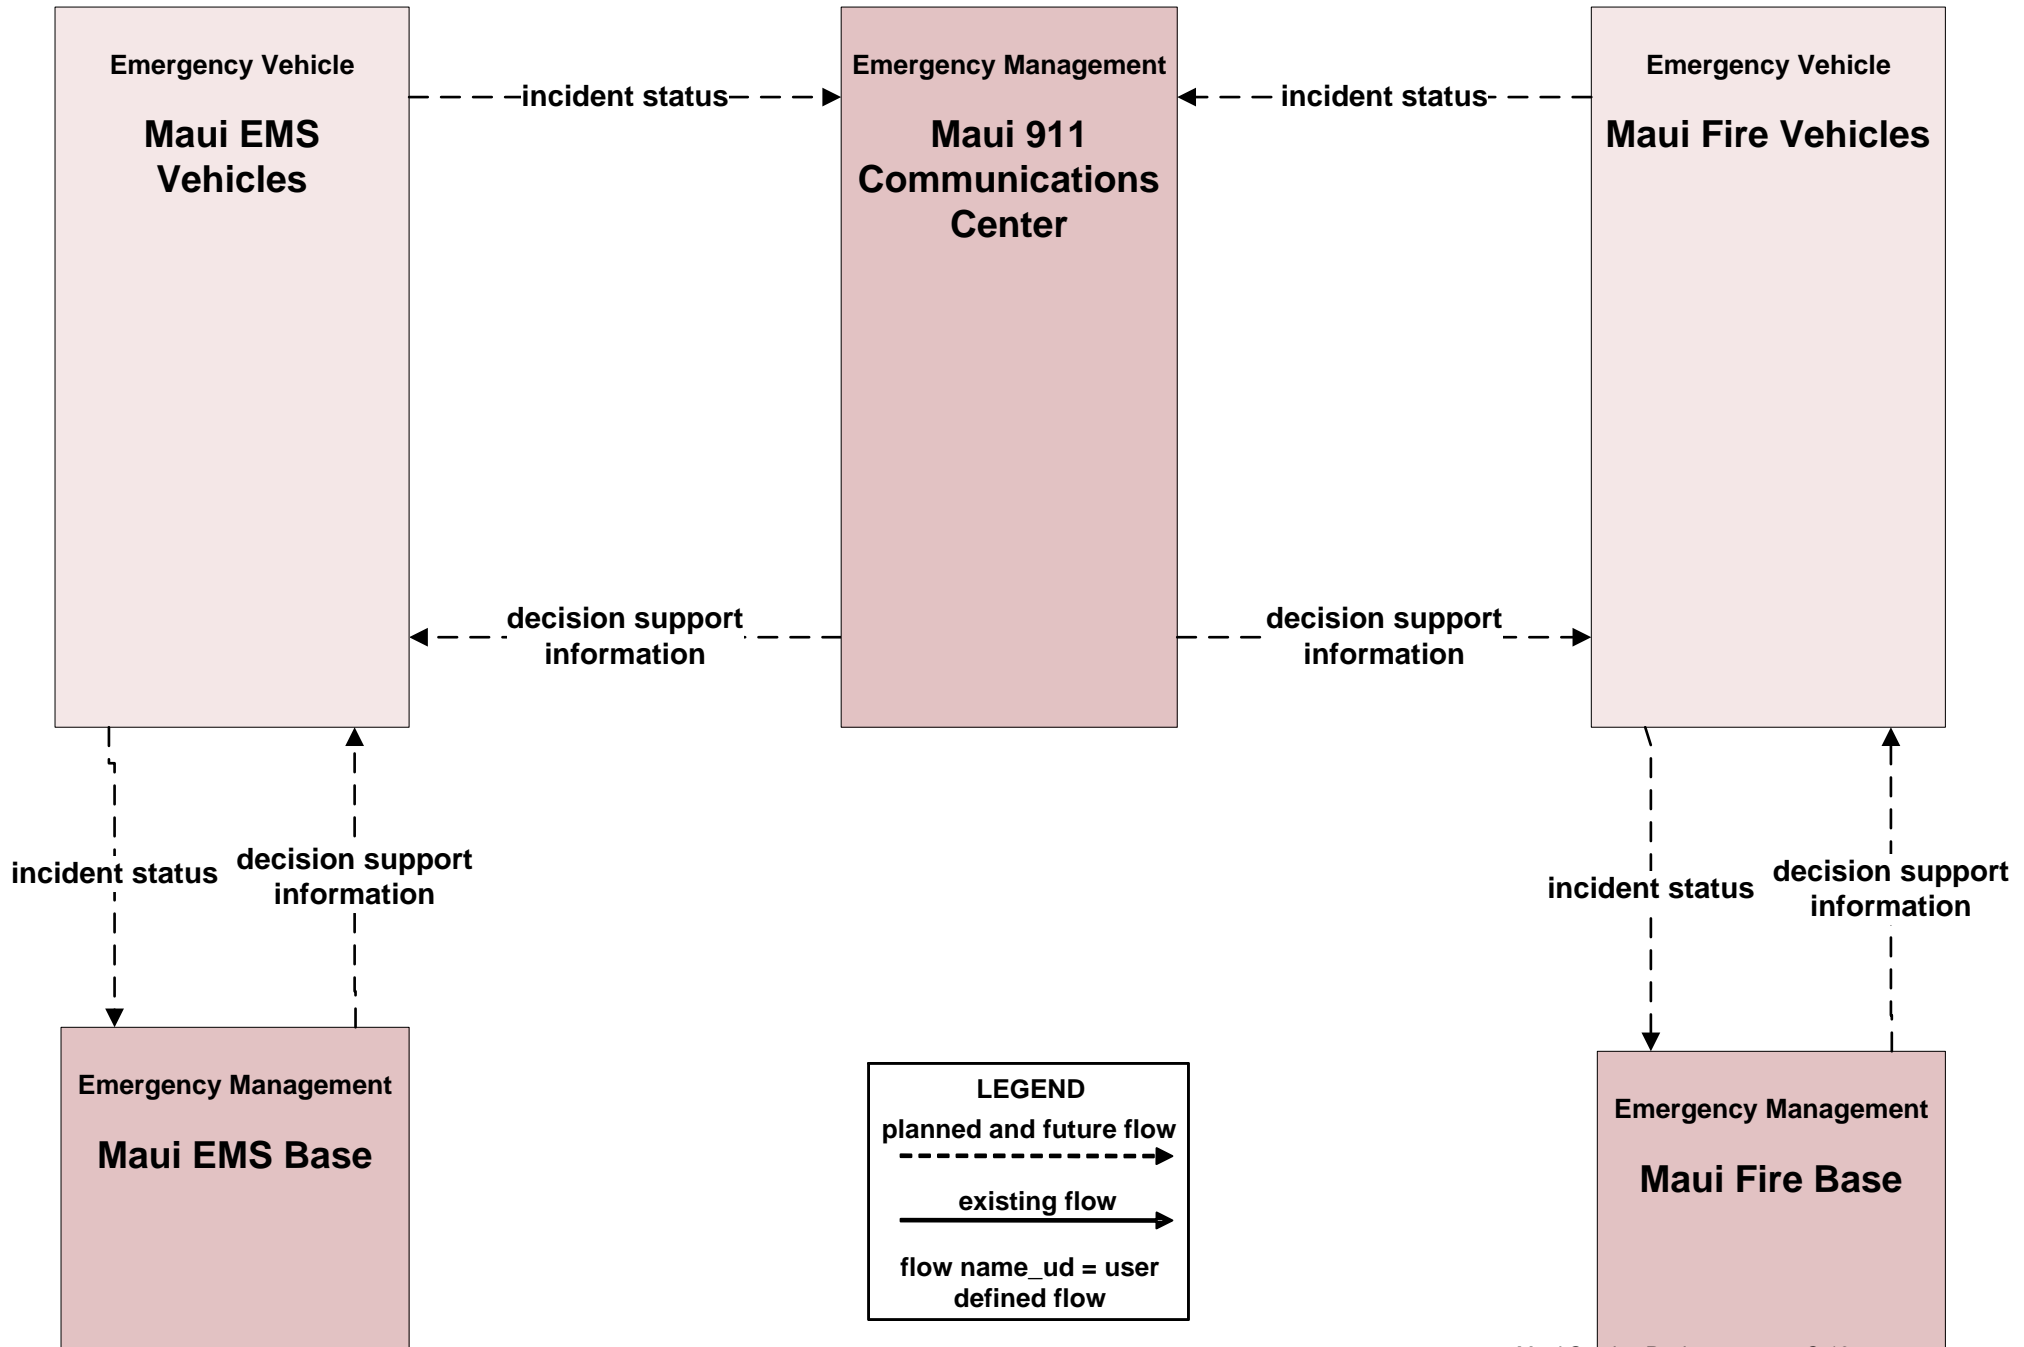 Emergency Vehicle
Maui EMS
Vehicles
incident status
Emergency Management
Maui 911
Communications
Center
incident status
Emergency Vehicle
Maui Fire Vehicles
decision support
information
decision support
information
incident status
decision support
information
incident status
decision support
information
Emergency Management
Maui EMS Base
LEGEND
planned and future flow
existing flow
flow name_ud = user
defined flow
Emergency Management
Maui Fire Base